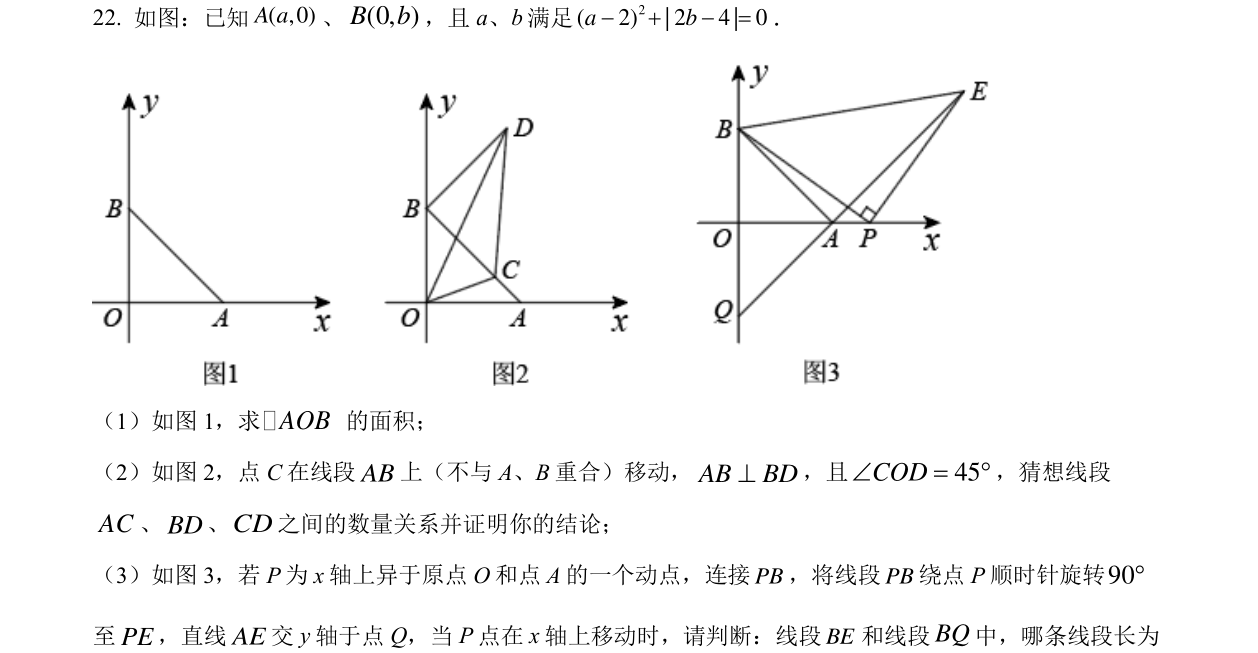 22. 如图：已知 A(a,0) 、 B(0,b) ，且 a、b 满足 (a-2)²+|2b-4|=0 ．
y
B
O
A
x
图1
y
D
B
C
O
A
x
图2
y
E
B
O
A
P
x
Q
图3
（1）如图 1，求□AOB 的面积；
（2）如图 2，点 C 在线段 AB 上（不与 A、B 重合）移动， AB⊥BD ，且∠COD=45° ，猜想线段
AC 、 BD 、 CD 之间的数量关系并证明你的结论；
（3）如图 3，若 P 为 x 轴上异于原点 O 和点 A 的一个动点，连接 PB ，将线段 PB 绕点 P 顺时针旋转90°
至 PE ，直线 AE 交 y 轴于点 Q，当 P 点在 x 轴上移动时，请判断：线段 BE 和线段 BQ 中，哪条线段长为